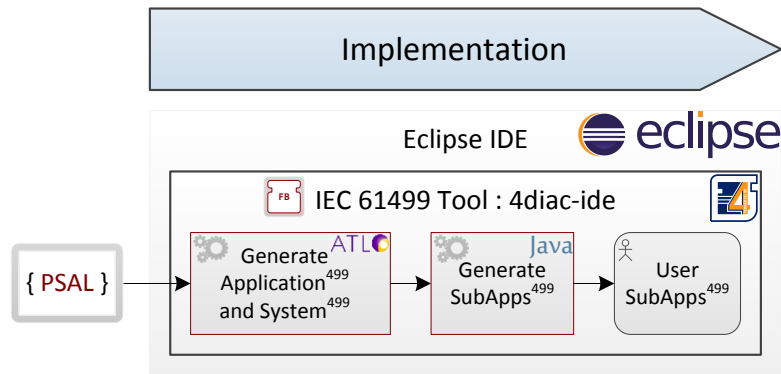 Implementation
Eclipse IDE
eclipse
FB
IEC 61499 Tool : 4diac-ide
4
{ PSAL }
ATL
Generate
Application499
and System499
Java
Generate
SubApps499
User
SubApps499